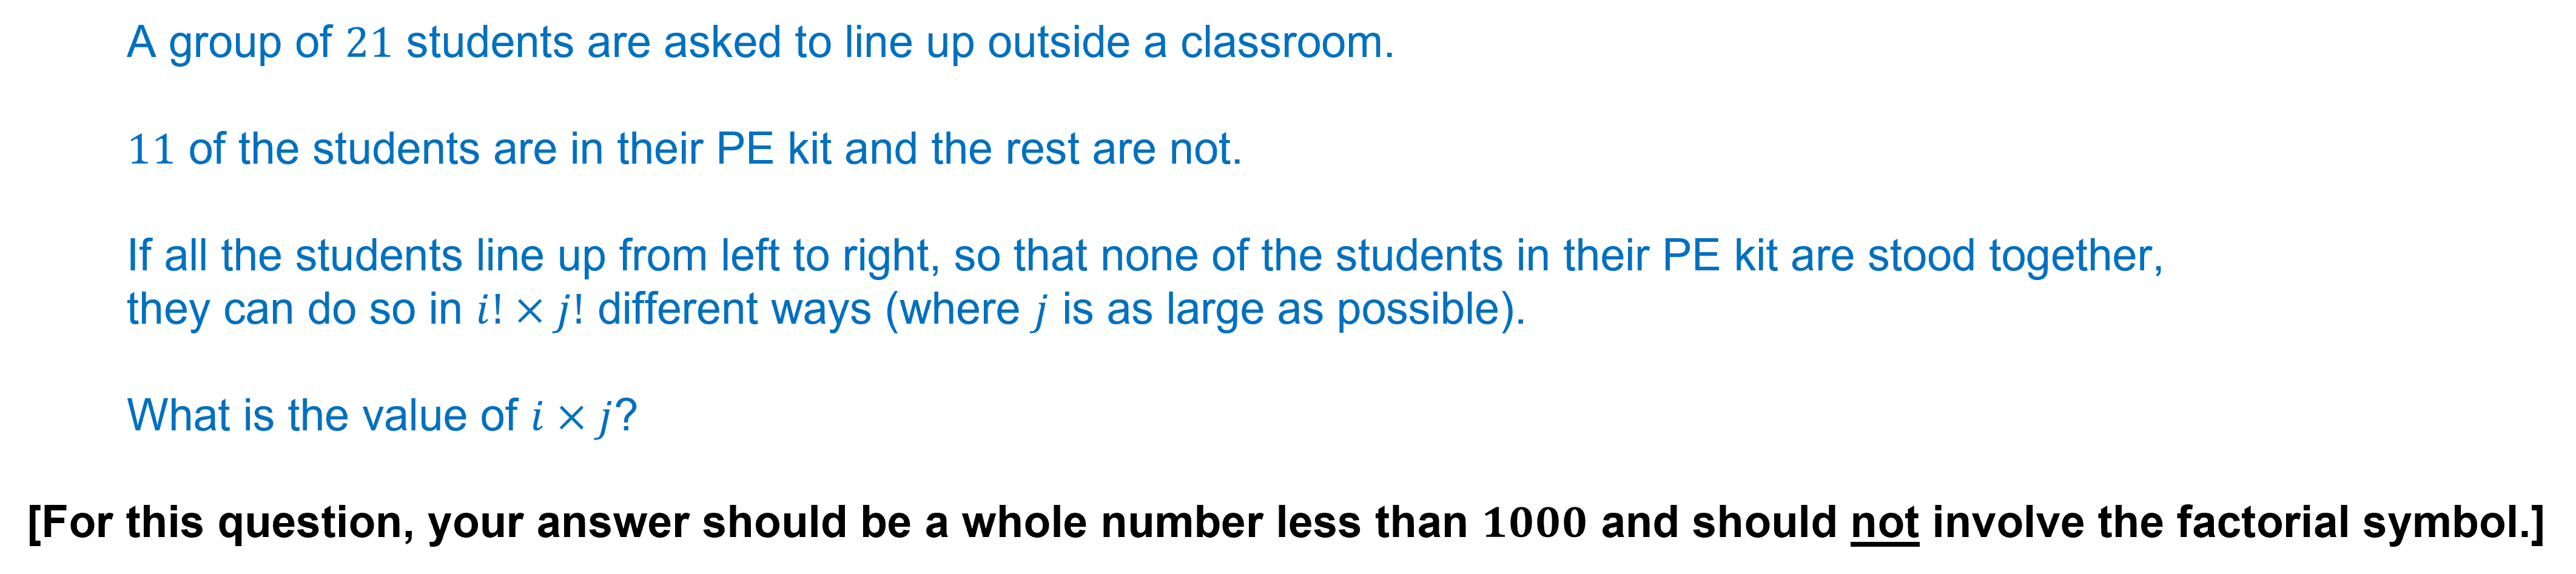 A group of 21 students are asked to line up outside a classroom.
11 of the students are in their PE kit and the rest are not.
If all the students line up from left to right, so that none of the students in their PE kit are stood together,
they can do so in i! × j! different ways (where j is as large as possible).
What is the value of i × j?
[For this question, your answer should be a whole number less than 1000 and should not involve the factorial symbol.]